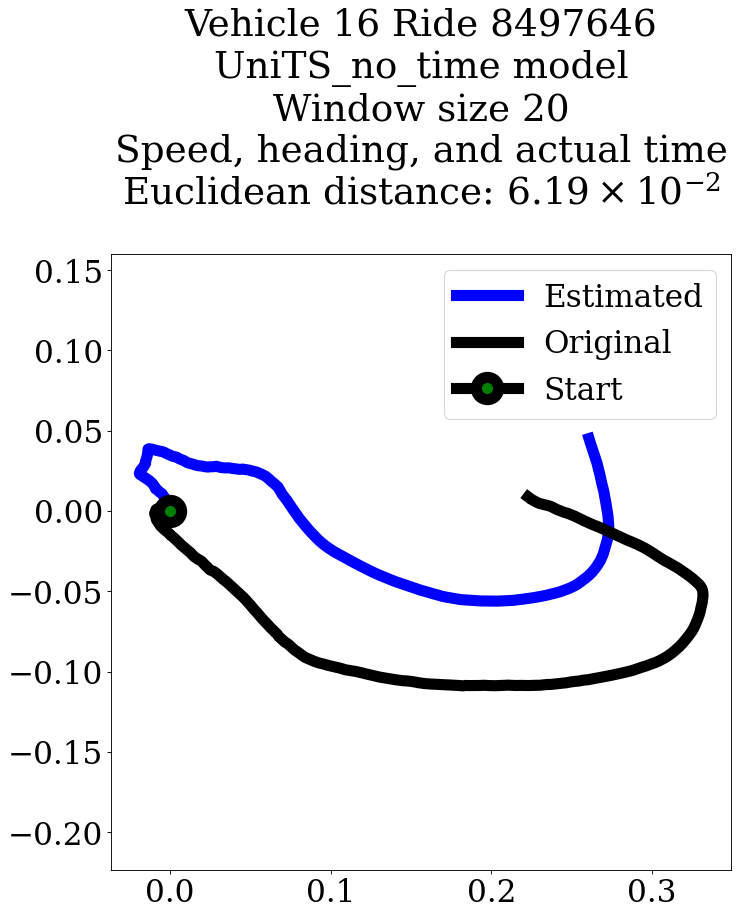 Vehicle 16 Ride 8497646
UniTS_no_time model
Window size 20
Speed, heading, and actual time
Euclidean distance: 6.19 × 10⁻²
Estimated
Original
Start
0.15
0.10
0.05
0.00
−0.05
−0.10
−0.15
−0.20
0.0 0.1 0.2 0.3